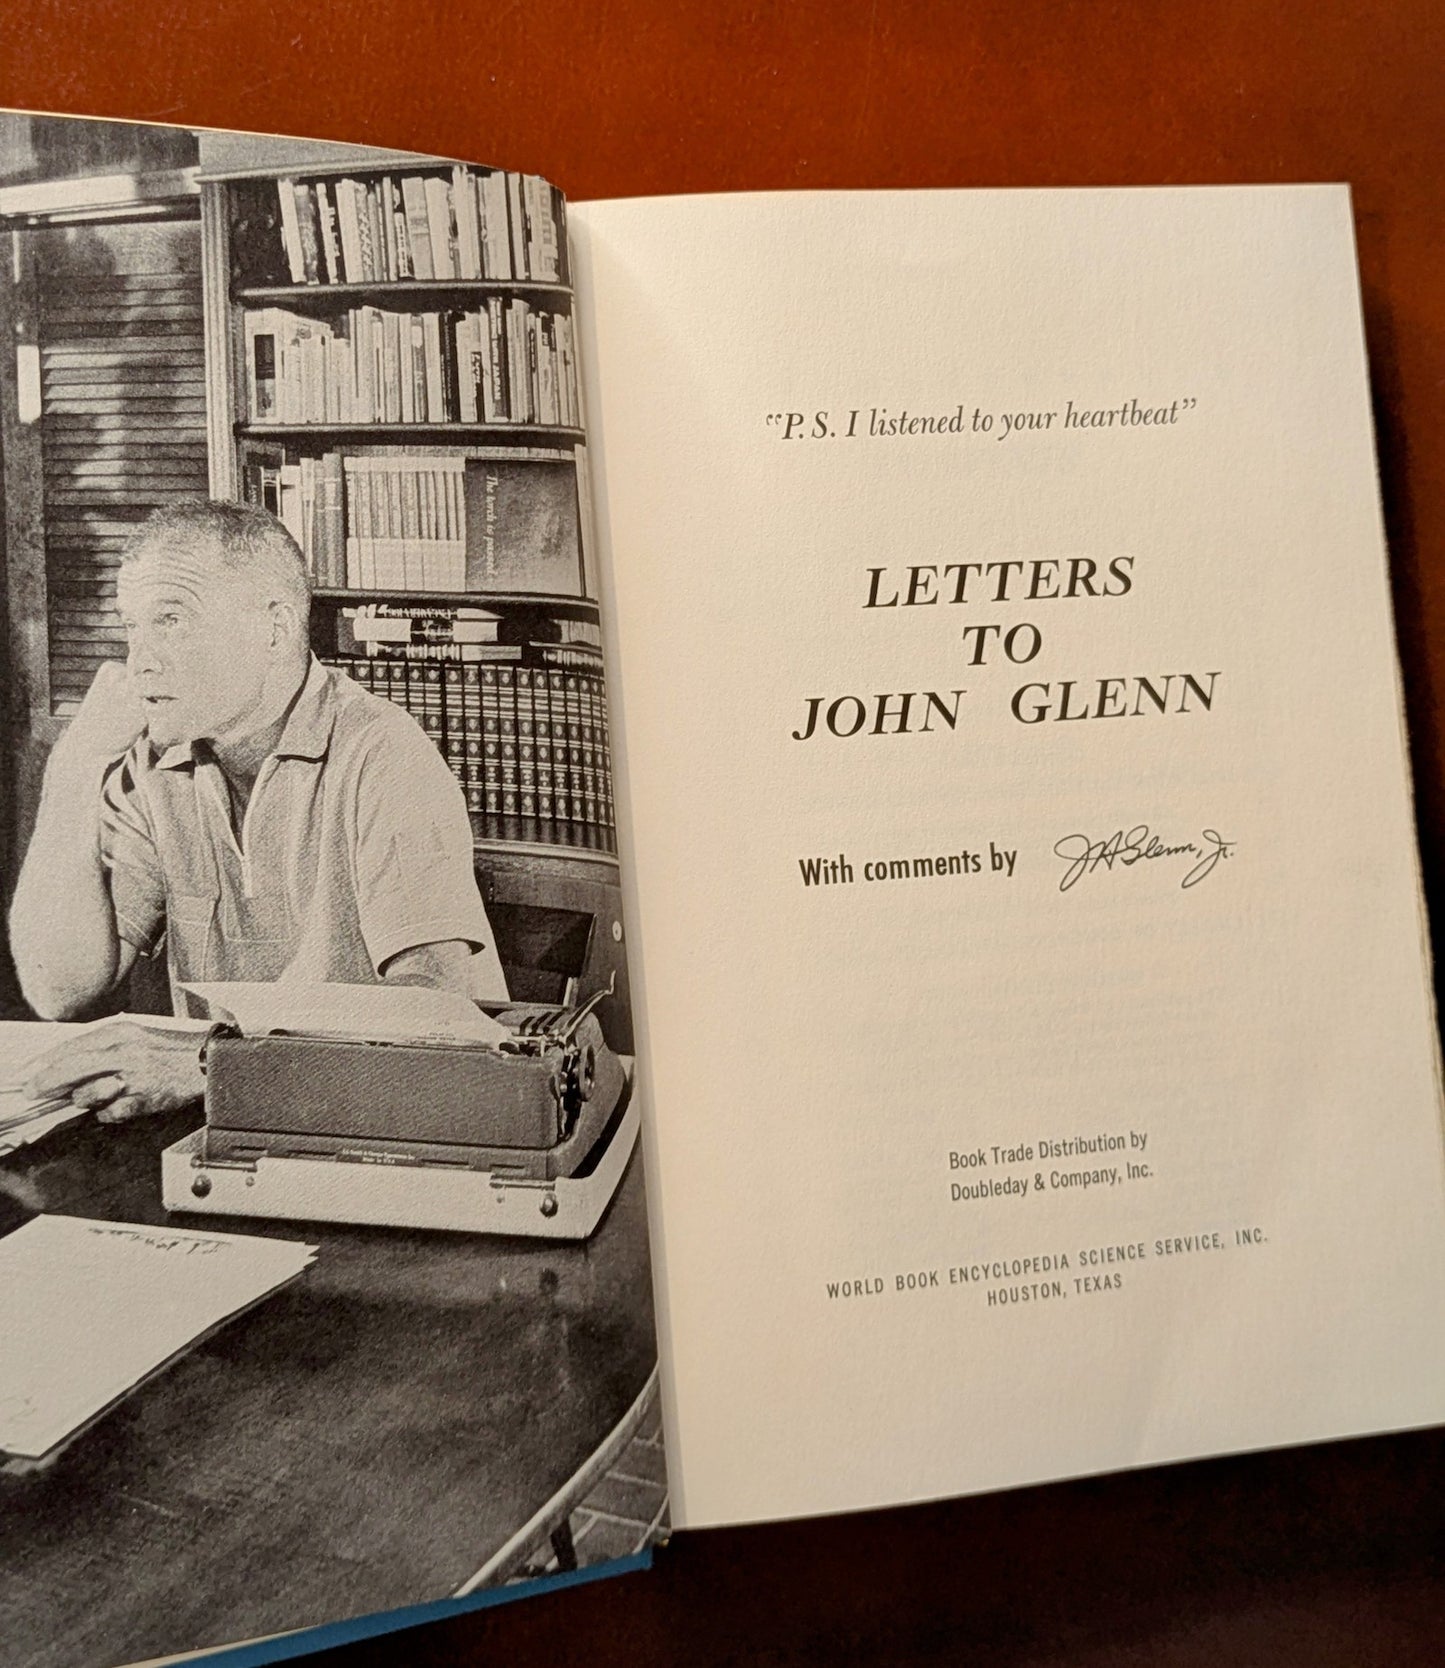 “P. S. I listened to your heartbeat”
LETTERS
TO
JOHN GLENN
With comments by JHGlenn, Jr.
Book Trade Distribution by
Doubleday & Company, Inc.
WORLD BOOK ENCYCLOPEDIA SCIENCE SERVICE, INC.
HOUSTON, TEXAS